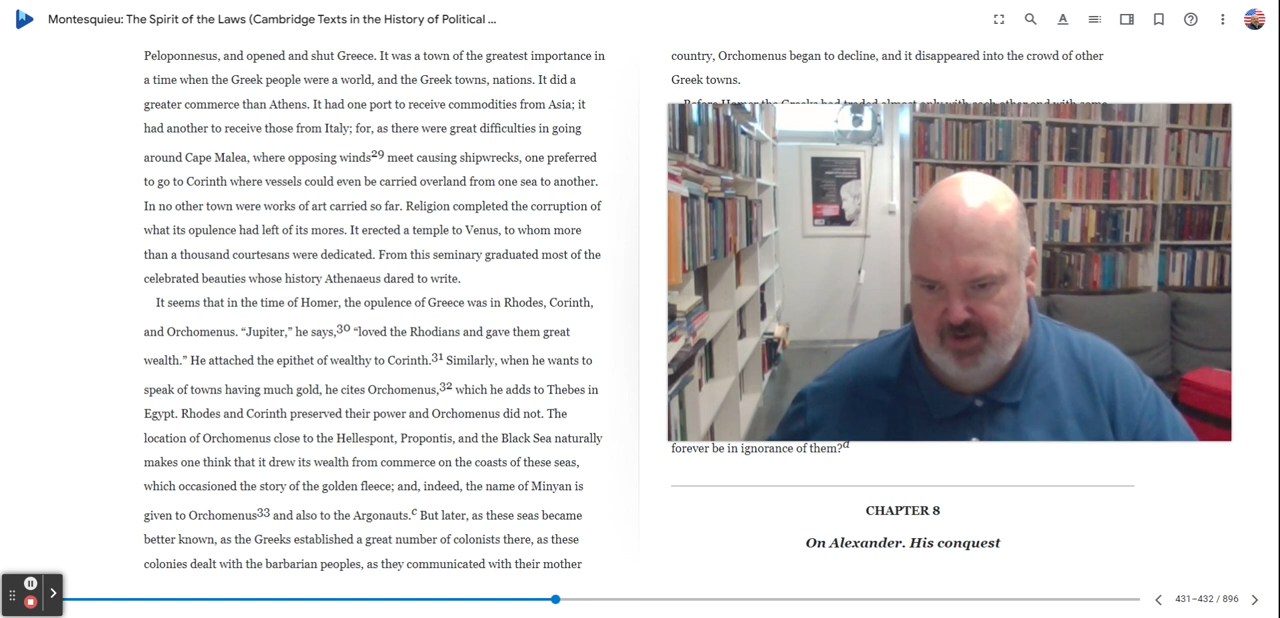 Montesquieu: The Spirit of the Laws (Cambridge Texts in the History of Political ...
Peloponnesus, and opened and shut Greece. It was a town of the greatest importance in
a time when the Greek people were a world, and the Greek towns, nations. It did a
greater commerce than Athens. It had one port to receive commodities from Asia; it
had another to receive those from Italy; for, as there were great difficulties in going
around Cape Malea, where opposing winds29 meet causing shipwrecks, one preferred
to go to Corinth where vessels could even be carried overland from one sea to another.
In no other town were works of art carried so far. Religion completed the corruption of
what its opulence had left of its mores. It erected a temple to Venus, to whom more
than a thousand courtesans were dedicated. From this seminary graduated most of the
celebrated beauties whose history Athenaeus dared to write.
It seems that in the time of Homer, the opulence of Greece was in Rhodes, Corinth,
and Orchomenus. “Jupiter,” he says,30 “loved the Rhodians and gave them great
wealth.” He attached the epithet of wealthy to Corinth.31 Similarly, when he wants to
speak of towns having much gold, he cites Orchomenus,32 which he adds to Thebes in
Egypt. Rhodes and Corinth preserved their power and Orchomenus did not. The
location of Orchomenus close to the Hellespont, Propontis, and the Black Sea naturally
makes one think that it drew its wealth from commerce on the coasts of these seas,
which occasioned the story of the golden fleece; and, indeed, the name of Minyan is
given to Orchomenus33 and also to the Argonauts.c But later, as these seas became
better known, as the Greeks established a great number of colonists there, as these
colonies dealt with the barbarian peoples, as they communicated with their mother
country, Orchomenus began to decline, and it disappeared into the crowd of other
Greek towns.
Before Homer the Greeks had traded almost only with each other and with some
forever be in ignorance of them?d
CHAPTER 8
On Alexander. His conquest
431–432 / 896